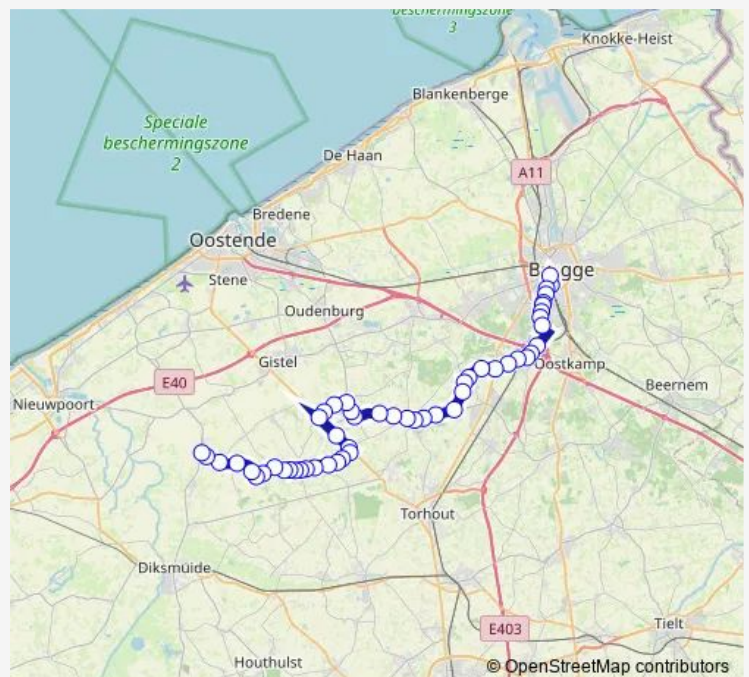 beschermingszone
3
Knokke-Heist
Blankenberge
Speciale
beschermingszone
2
De Haan
A11
Bredene
Oostende
Stene
Oudenburg
Gistel
Oostkamp
E40
Beernem
Nieuwpoort
Torhout
Diksmuide
E403
Tielt
Houthulst
© OpenStreetMap contributors